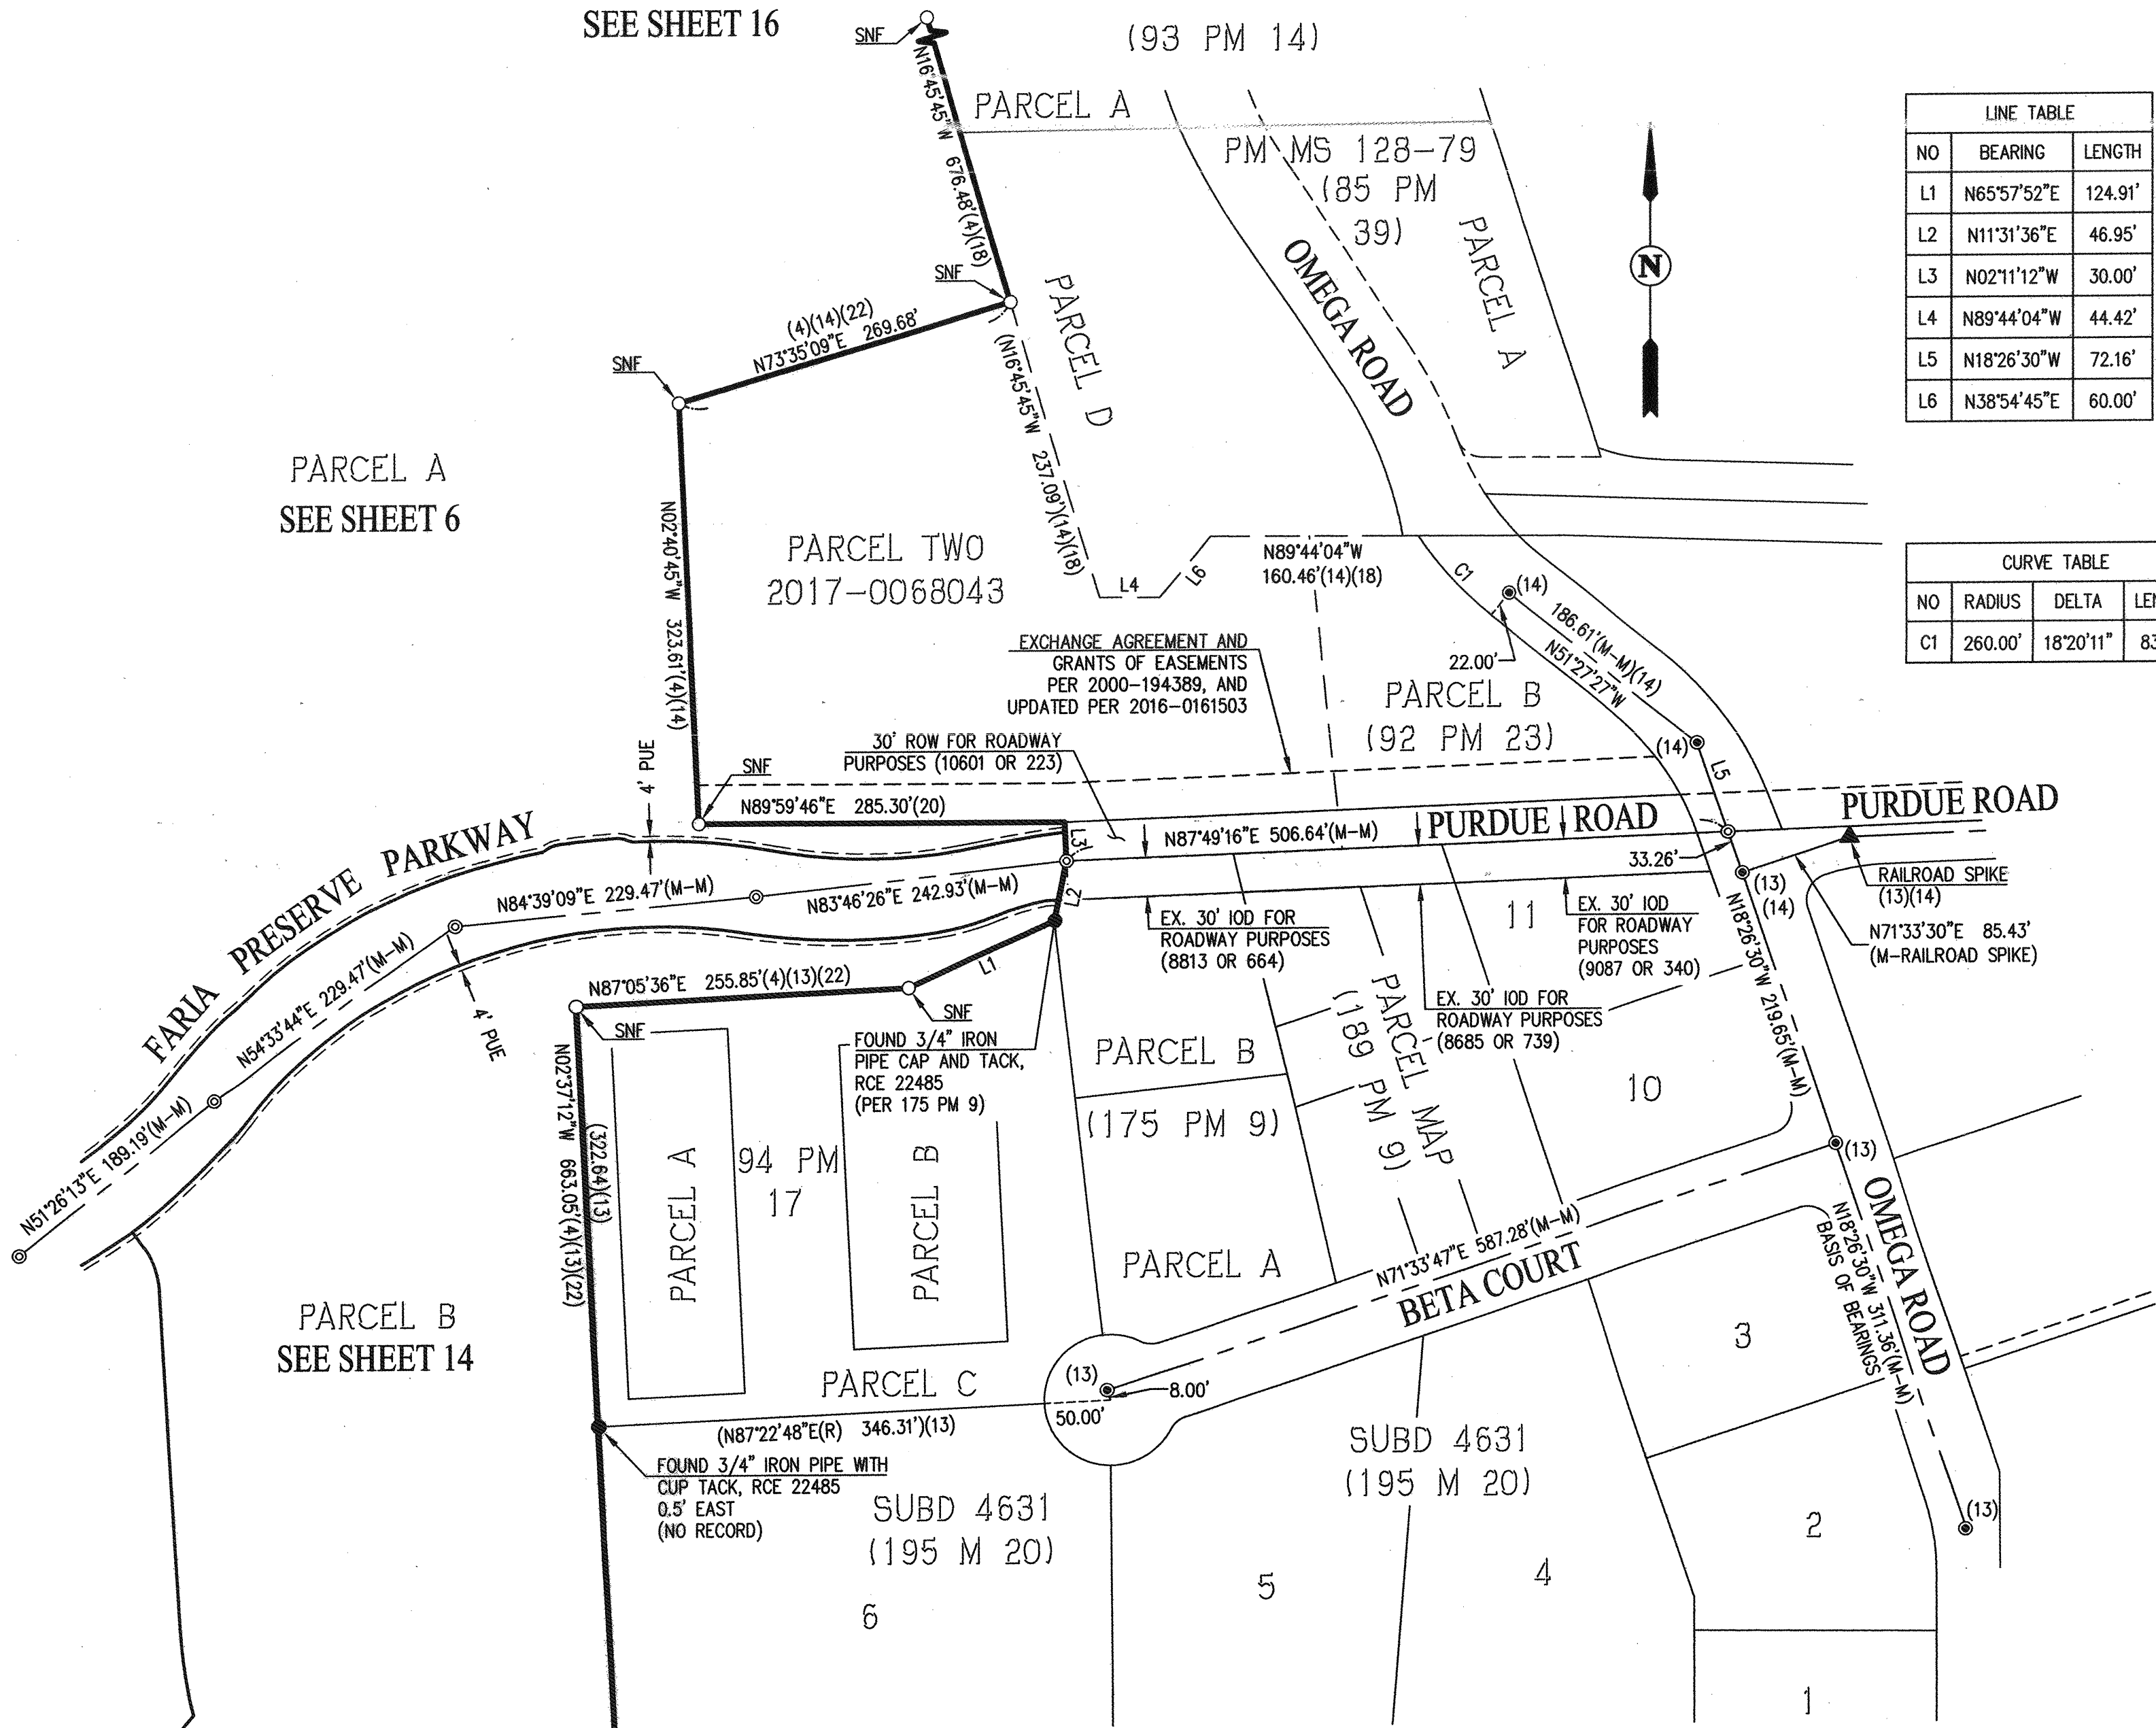 SEE SHEET 16
SNF
(93 PM 14)
N16°45'45"W 676.48'(4)(18)
PARCEL A
PM MS 128-79
(85 PM
39)
PARCEL A
OMEGA ROAD
N
LINE TABLE
NO BEARING LENGTH
L1 N65°57'52"E 124.91'
L2 N11°31'36"E 46.95'
L3 N02°11'12"W 30.00'
L4 N89°44'04"W 44.42'
L5 N18°26'30"W 72.16'
L6 N38°54'45"E 60.00'
SNF
(4)(14)(22)
N73°35'09"E 269.68'
SNF
PARCEL D
(N16°45'45"W 237.09')(14)(18)
PARCEL A
SEE SHEET 6
N02°40'45"W 323.61'(4)(14)
PARCEL TWO
2017-0068043
L4
L6
N89°44'04"W
160.46'(14)(18)
C1
(14)
186.61'(M-M)(14)
N51°27'27"W
22.00'
CURVE TABLE
NO RADIUS DELTA LEN
C1 260.00' 18°20'11" 83
EXCHANGE AGREEMENT AND
GRANTS OF EASEMENTS
PER 2000-194389, AND
UPDATED PER 2016-0161503
PARCEL B
(92 PM 23)
(14)
L5
30' ROW FOR ROADWAY
PURPOSES (10601 OR 223)
SNF
4' PUE
N89°59'46"E 285.30'(20)
L3
N87°49'16"E 506.64'(M-M)
PURDUE ROAD
PURDUE ROAD
33.26'
RAILROAD SPIKE
(13)(14)
(13)
(14)
N71°33'30"E 85.43'
(M-RAILROAD SPIKE)
FARIA PRESERVE PARKWAY
N84°39'09"E 229.47'(M-M)
N83°46'26"E 242.93'(M-M)
L2
EX. 30' IOD FOR
ROADWAY PURPOSES
(8813 OR 664)
11
EX. 30' IOD
FOR ROADWAY
PURPOSES
(9087 OR 340)
N18°26'30"W 219.65'(M-M)
L1
N87°05'36"E 255.85'(4)(13)(22)
SNF
SNF
4' PUE
N54°33'44"E 229.47'(M-M)
N51°26'13"E 189.19'(M-M)
EX. 30' IOD FOR
ROADWAY PURPOSES
(8685 OR 739)
FOUND 3/4" IRON
PIPE CAP AND TACK,
RCE 22485
(PER 175 PM 9)
PARCEL B
(175 PM 9)
PARCEL MAP
(189 PM 9)
10
(13)
N02°37'12"W 663.05'(4)(13)(22)
(322.64)(13)
PARCEL A
94 PM
17
PARCEL B
PARCEL A
N71°33'47"E 587.28'(M-M)
BETA COURT
OMEGA ROAD
N18°26'30"W 311.36'(M-M)
BASIS OF BEARINGS
PARCEL B
SEE SHEET 14
3
PARCEL C
(13)
8.00'
50.00'
(N87°22'48"E(R) 346.31')(13)
FOUND 3/4" IRON PIPE WITH
CUP TACK, RCE 22485
0.5' EAST
(NO RECORD)
SUBD 4631
(195 M 20)
SUBD 4631
(195 M 20)
(13)
2
6
5
4
1